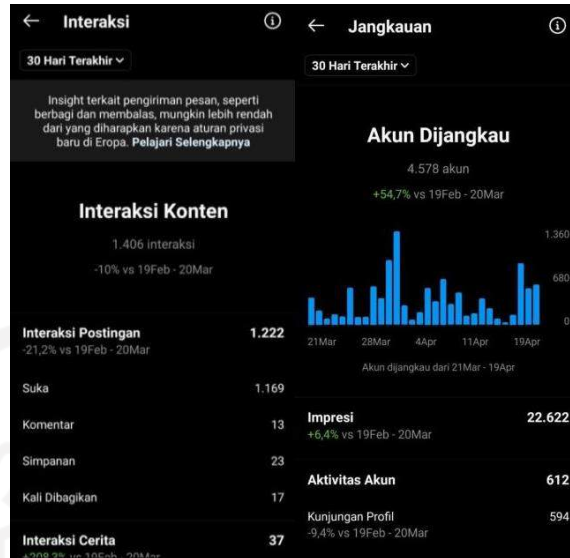 Interaksi
30 Hari Terakhir
Insight terkait pengiriman pesan, seperti
berbagi dan membalas, mungkin lebih rendah
dari yang diharapkan karena aturan privasi
baru di Eropa. Pelajari Selengkapnya
Interaksi Konten
1.406 interaksi
-10% vs 19Feb - 20Mar
Interaksi Postingan 1.222
-21,2% vs 19Feb - 20Mar
Suka 1.169
Komentar 13
Simpanan 23
Kali Dibagikan 17
Interaksi Cerita 37
+208,3% vs 19Feb - 20Mar
Jangkauan
30 Hari Terakhir
Akun Dijangkau
4.578 akun
+54,7% vs 19Feb - 20Mar
1.360
680
0
21Mar 28Mar 4Apr 11Apr 19Apr
Akun dijangkau dari 21Mar - 19Apr
Impresi 22.622
+6,4% vs 19Feb - 20Mar
Aktivitas Akun 612
Kunjungan Profil 594
-9,4% vs 19Feb - 20Mar